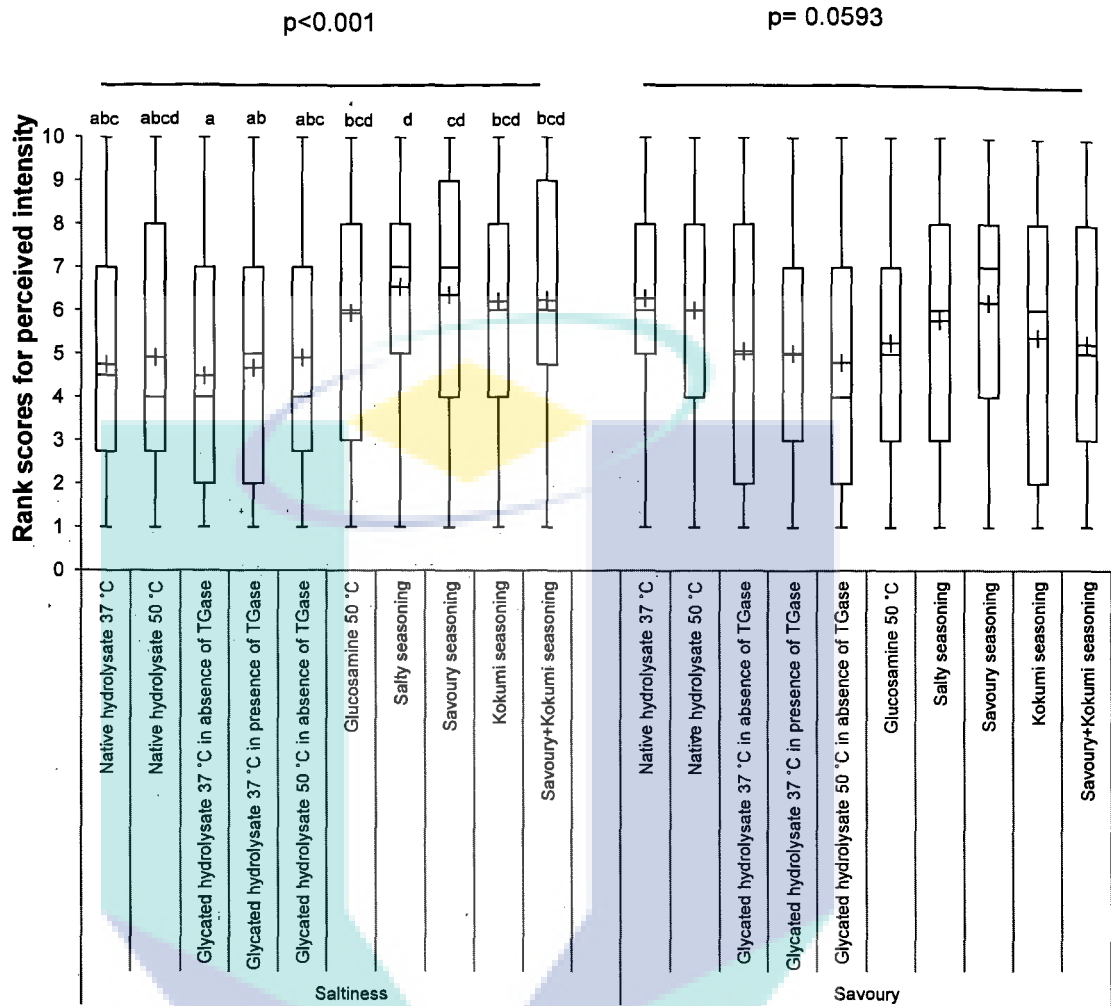 p<0.001
p= 0.0593
abc abcd a ab abc bcd d cd bcd bcd
Rank scores for perceived intensity
10
9
8
7
6
5
4
3
2
1
0
Native hydrolysate 37 °C
Native hydrolysate 50 °C
Glycated hydrolysate 37 °C in absence of TGase
Glycated hydrolysate 37 °C in presence of TGase
Glycated hydrolysate 50 °C in absence of TGase
Glucosamine 50 °C
Salty seasoning
Savoury seasoning
Kokumi seasoning
Savoury+Kokumi seasoning
Native hydrolysate 37 °C
Native hydrolysate 50 °C
Glycated hydrolysate 37 °C in absence of TGase
Glycated hydrolysate 37 °C in presence of TGase
Glycated hydrolysate 50 °C in absence of TGase
Glucosamine 50 °C
Salty seasoning
Savoury seasoning
Kokumi seasoning
Savoury+Kokumi seasoning
Saltiness
Savoury